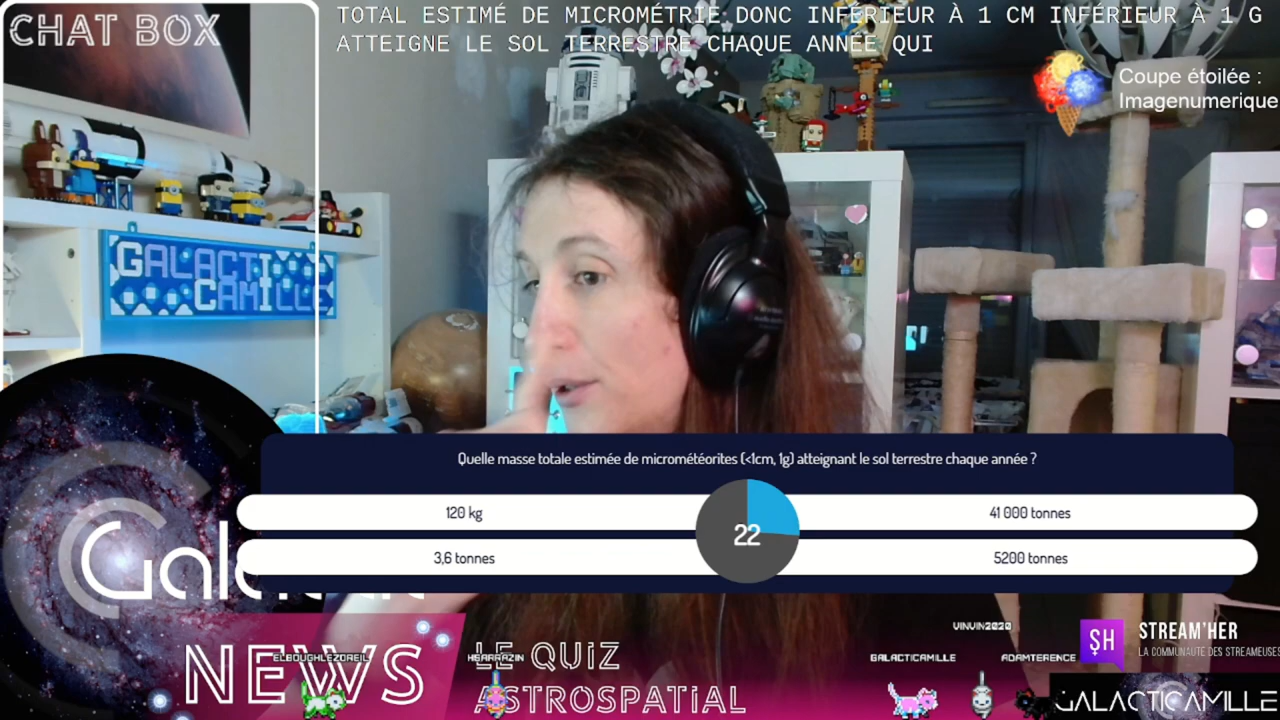 CHAT BOX
TOTAL ESTIMÉ DE MICROMÉTRIE DONC INFÉRIEUR À 1 CM INFÉRIEUR À 1 G
ATTEIGNE LE SOL TERRESTRE CHAQUE ANNÉE QUI
Coupe étoilée :
Imagenumerique
GALACTI
CAMILLE
Quelle masse totale estimée de micrométéorites (<1cm, 1g) atteignant le sol terrestre chaque année ?
120 kg
41 000 tonnes
22
3,6 tonnes
5200 tonnes
NEWS
LE QUIZ
ASTROSPATIAL
ELBOUGHLEZOREIL
GALACTICAMILLE
VINVIN2020
ADAMTERENCE
SH
STREAM'HER
LA COMMUNAUTÉ DES STREAMEUSES
GALACTICAMILLE